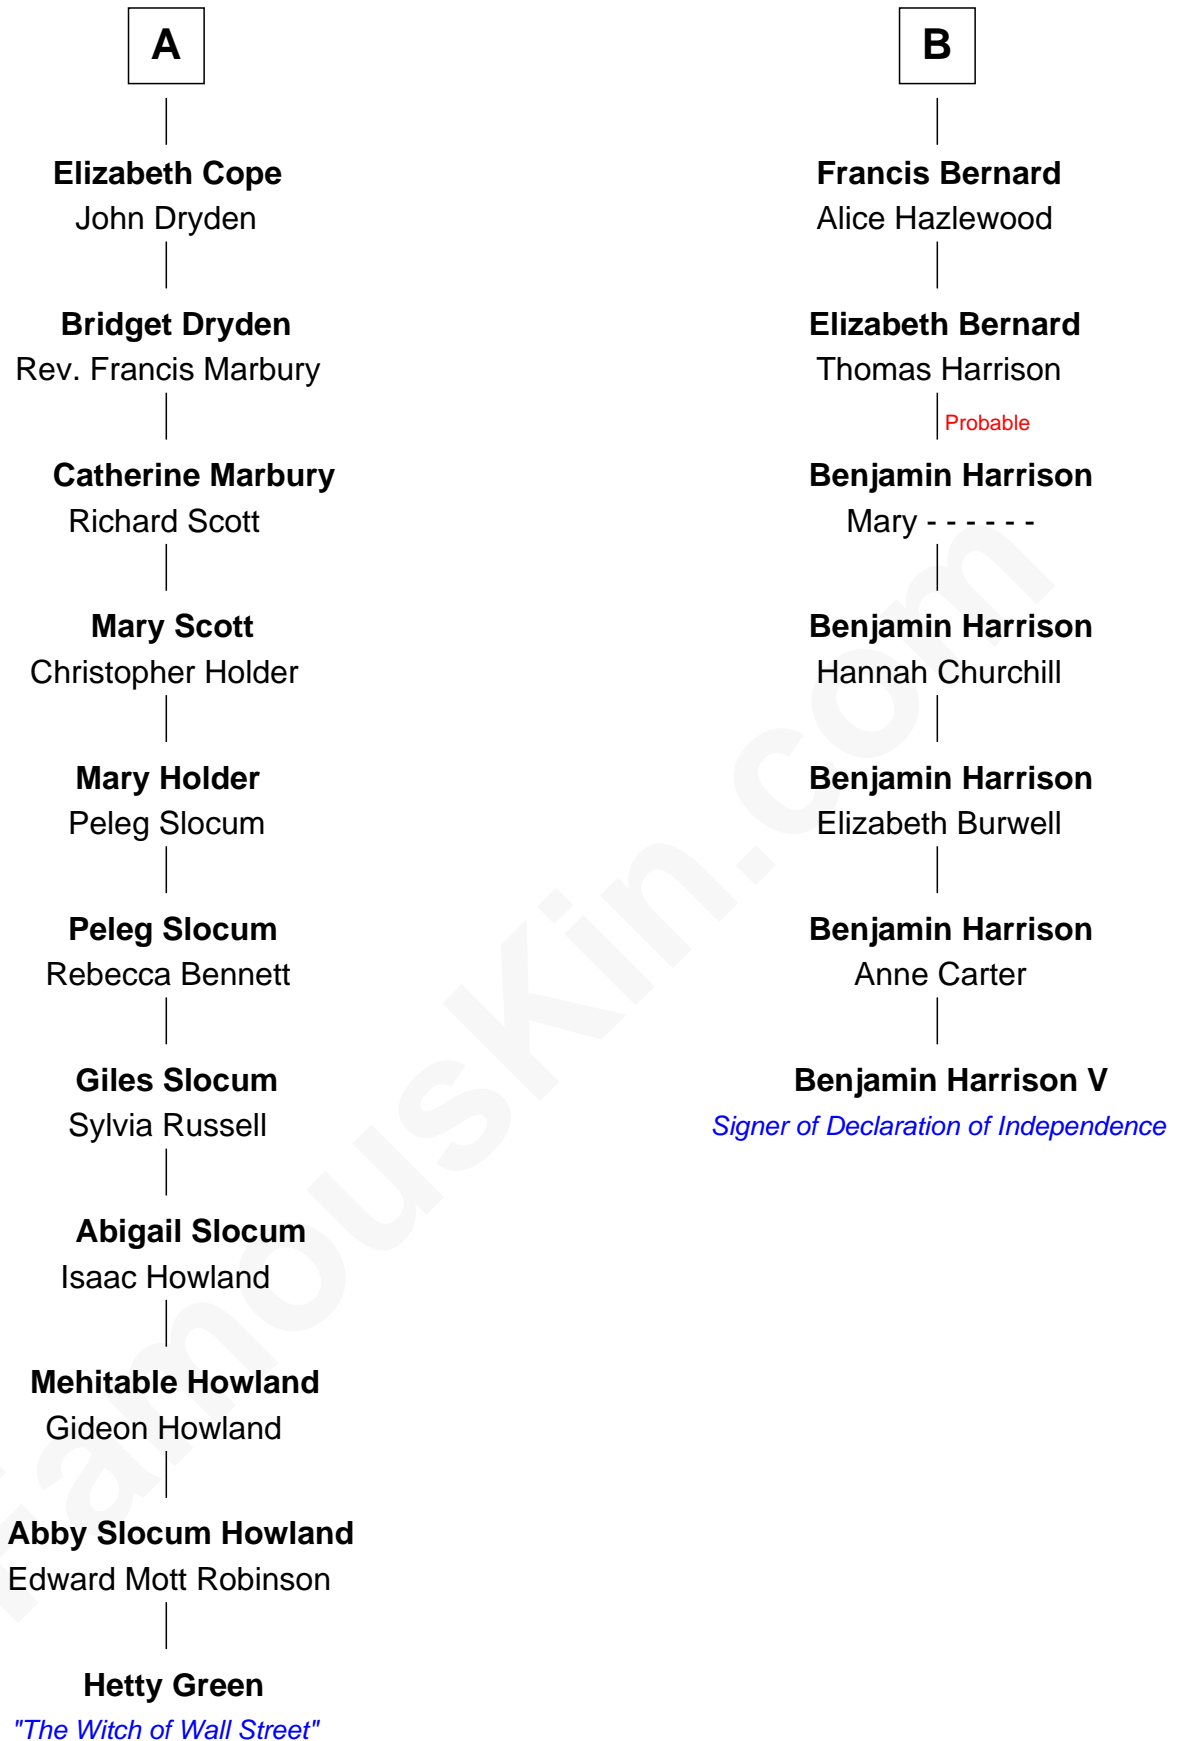 A
Elizabeth Cope
John Dryden
Bridget Dryden
Rev. Francis Marbury
Catherine Marbury
Richard Scott
Mary Scott
Christopher Holder
Mary Holder
Peleg Slocum
Peleg Slocum
Rebecca Bennett
Giles Slocum
Sylvia Russell
Abigail Slocum
Isaac Howland
Mehitable Howland
Gideon Howland
Abby Slocum Howland
Edward Mott Robinson
Hetty Green
"The Witch of Wall Street"
B
Francis Bernard
Alice Hazlewood
Elizabeth Bernard
Thomas Harrison
Probable
Benjamin Harrison
Mary - - - - - -
Benjamin Harrison
Hannah Churchill
Benjamin Harrison
Elizabeth Burwell
Benjamin Harrison
Anne Carter
Benjamin Harrison V
Signer of Declaration of Independence
FamousKin.com